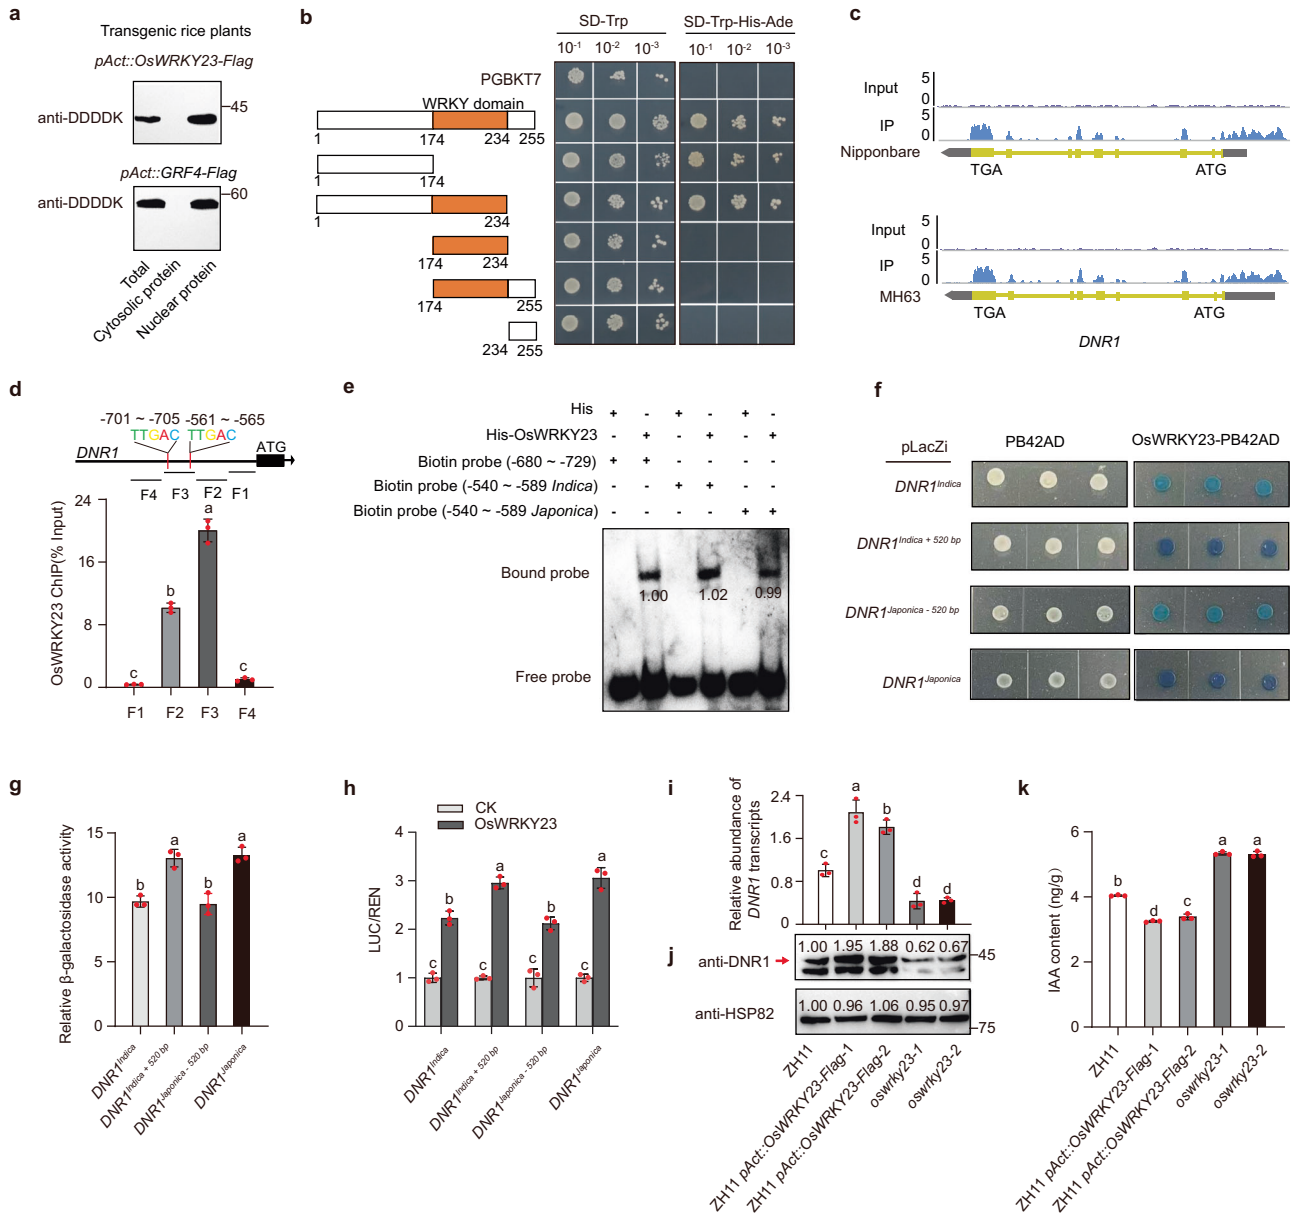 a
Transgenic rice plants
pAct::OsWRKY23-Flag
anti-DDDDK
45
pAct::GRF4-Flag
anti-DDDDK
60
Total
Cytosolic protein
Nuclear protein
b
SD-Trp
SD-Trp-His-Ade
10-1 10-2 10-3
10-1 10-2 10-3
PGBKT7
WRKY domain
1 174 234 255
1 174
1 234
174 234
174 255
234 255
c
Input
5
0
IP
5
0
Nipponbare
TGA
ATG
Input
5
0
IP
5
0
MH63
TGA
ATG
DNR1
d
-701 ~ -705 -561 ~ -565
TTGAC TTGAC
DNR1
ATG
F4 F3 F2 F1
OsWRKY23 ChIP(% Input)
24
16
8
0
c
b
a
c
F1 F2 F3 F4
e
His + - + - + -
His-OsWRKY23 - + - + - +
Biotin probe (-680 ~ -729) + + - - - -
Biotin probe (-540 ~ -589 Indica) - - + + - -
Biotin probe (-540 ~ -589 Japonica) - - - - + +
Bound probe
1.00 1.02 0.99
Free probe
f
pLacZi
PB42AD
OsWRKY23-PB42AD
DNR1Indica
DNR1Indica + 520 bp
DNR1Japonica - 520 bp
DNR1Japonica
g
Relative β-galactosidase activity
15
10
5
0
b
a
b
a
DNR1Indica
DNR1Indica + 520 bp
DNR1Japonica - 520 bp
DNR1Japonica
h
CK
OsWRKY23
LUC/REN
4
3
2
1
0
c b c a c b c a
DNR1Indica
DNR1Indica + 520 bp
DNR1Japonica - 520 bp
DNR1Japonica
i
Relative abundance of
DNR1 transcripts
2.4
1.6
0.8
0
c
a
b
d
d
j
anti-DNR1
1.00 1.95 1.88 0.62 0.67
45
anti-HSP82
1.00 0.96 1.06 0.95 0.97
75
ZH11
ZH11 pAct::OsWRKY23-Flag-1
ZH11 pAct::OsWRKY23-Flag-2
oswrky23-1
oswrky23-2
k
IAA content (ng/g)
6
4
2
0
b
d
c
a
a
ZH11
ZH11 pAct::OsWRKY23-Flag-1
ZH11 pAct::OsWRKY23-Flag-2
oswrky23-1
oswrky23-2